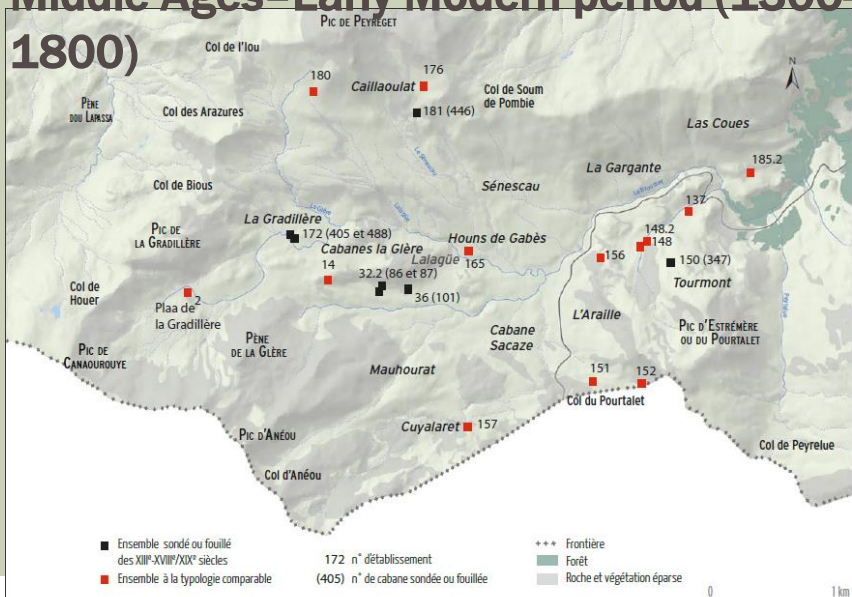 Middle Ages–Early Modern period (1300-
1800)
PIC DE PEYREGET
Col de l'Iou
180
176
Caillaoulat
Col de Soum
de Pombie
N
PÈNE
DOU LAPASSA
Col des Arazures
181 (446)
Las Coues
La Gargante
185.2
Col de Bious
Sénescau
137
La Gradillère
PIC DE
LA GRADILLÈRE
172 (405 et 488)
Cabanes la Glère
Houns de Gabès
148.2
148
Lalagüe
165
156
150 (347)
14
32.2 (86 et 87)
Tourmont
Col de
Houer
2
36 (101)
Plaa de
la Gradillère
L'Araille
PIC D'ESTRÉMÈRE
OU DU POURTALET
Cabane
Sacaze
PÈNE
DE LA GLÈRE
PIC DE
CANAOUROUYE
Mauhourat
151
152
Col du Pourtalet
Cuyalaret
157
PIC D'ANÉOU
Col de Peyrelue
Col d'Anéou
Ensemble sondé ou fouillé
des XIIIᵉ-XVIIIᵉ/XIXᵉ siècles
Ensemble à la typologie comparable
172 n° d'établissement
(405) n° de cabane sondée ou fouillée
Frontière
Forêt
Roche et végétation éparse
0 1 km